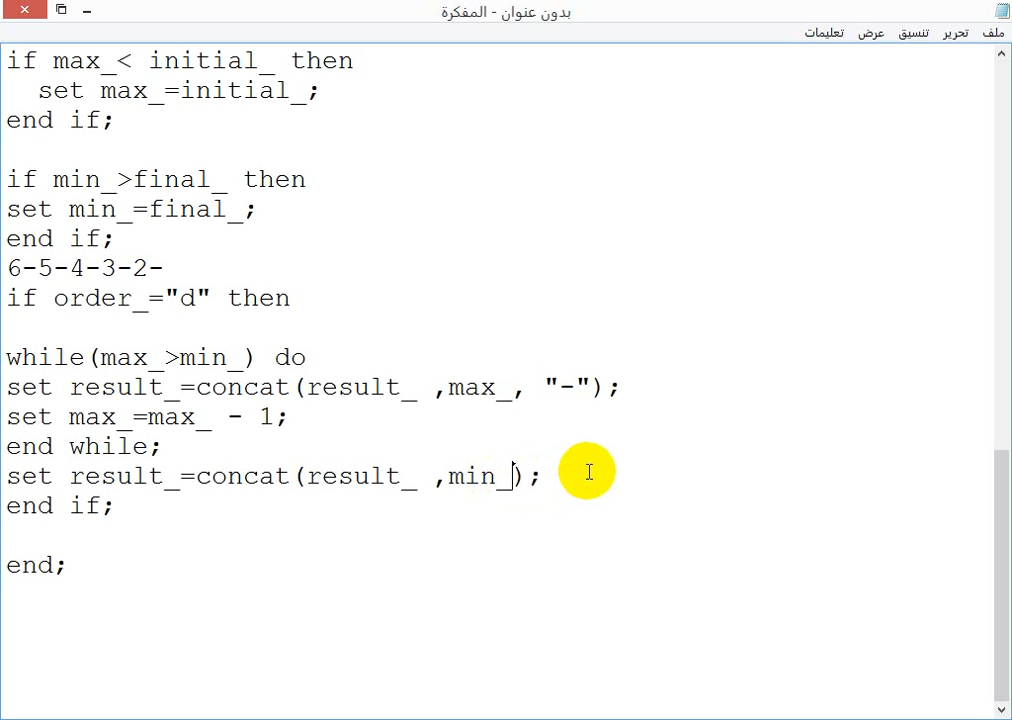 بدون عنوان - المفكرة
ملف تحرير تنسيق عرض تعليمات
if max_< initial_ then
  set max_=initial_;
end if;

if min_>final_ then
set min_=final_;
end if;
6-5-4-3-2-
if order_="d" then

while(max_>min_) do
set result_=concat(result_ ,max_, "-");
set max_=max_ - 1;
end while;
set result_=concat(result_ ,min_);
end if;

end;